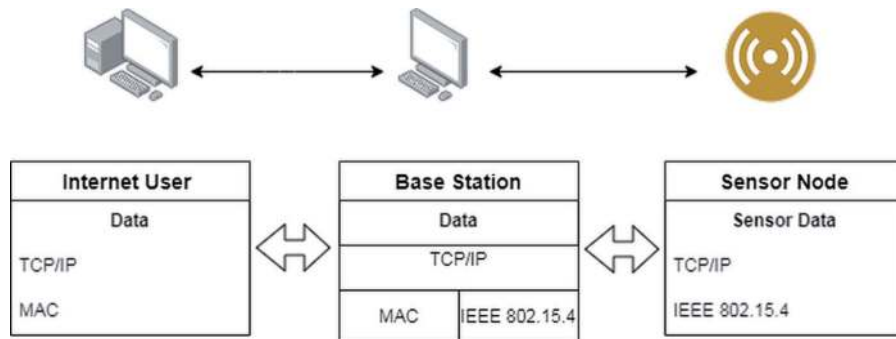 Internet User
Data
TCP/IP
MAC
Base Station
Data
TCP/IP
MAC
IEEE 802.15.4
Sensor Node
Sensor Data
TCP/IP
IEEE 802.15.4